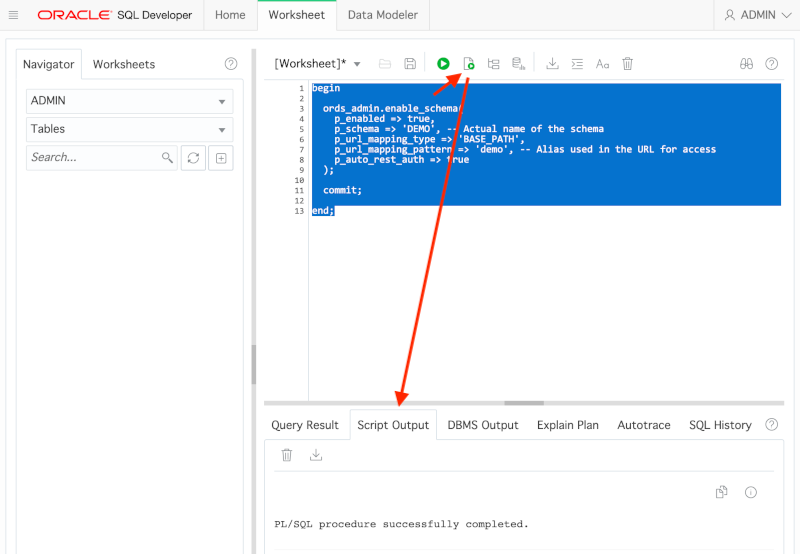 ORACLE SQL Developer Home Worksheet Data Modeler ADMIN
Navigator Worksheets
ADMIN
Tables
Search...
[Worksheet]*
Aa
1 begin
2
3 ords_admin.enable_schema(
4 p_enabled => true,
5 p_schema => 'DEMO', -- Actual name of the schema
6 p_url_mapping_type => 'BASE_PATH',
7 p_url_mapping_pattern => 'demo', -- Alias used in the URL for access
8 p_auto_rest_auth => true
9 );
10
11 commit;
12
13 end;
Query Result Script Output DBMS Output Explain Plan Autotrace SQL History
PL/SQL procedure successfully completed.